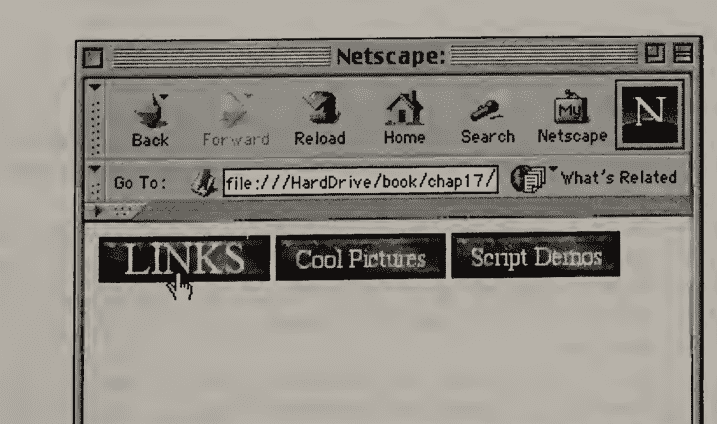 Netscape:
Back Forward Reload Home Search My Netscape N
Go To: file:///HardDrive/book/chap17/ What's Related
LINKS Cool Pictures Script Demos